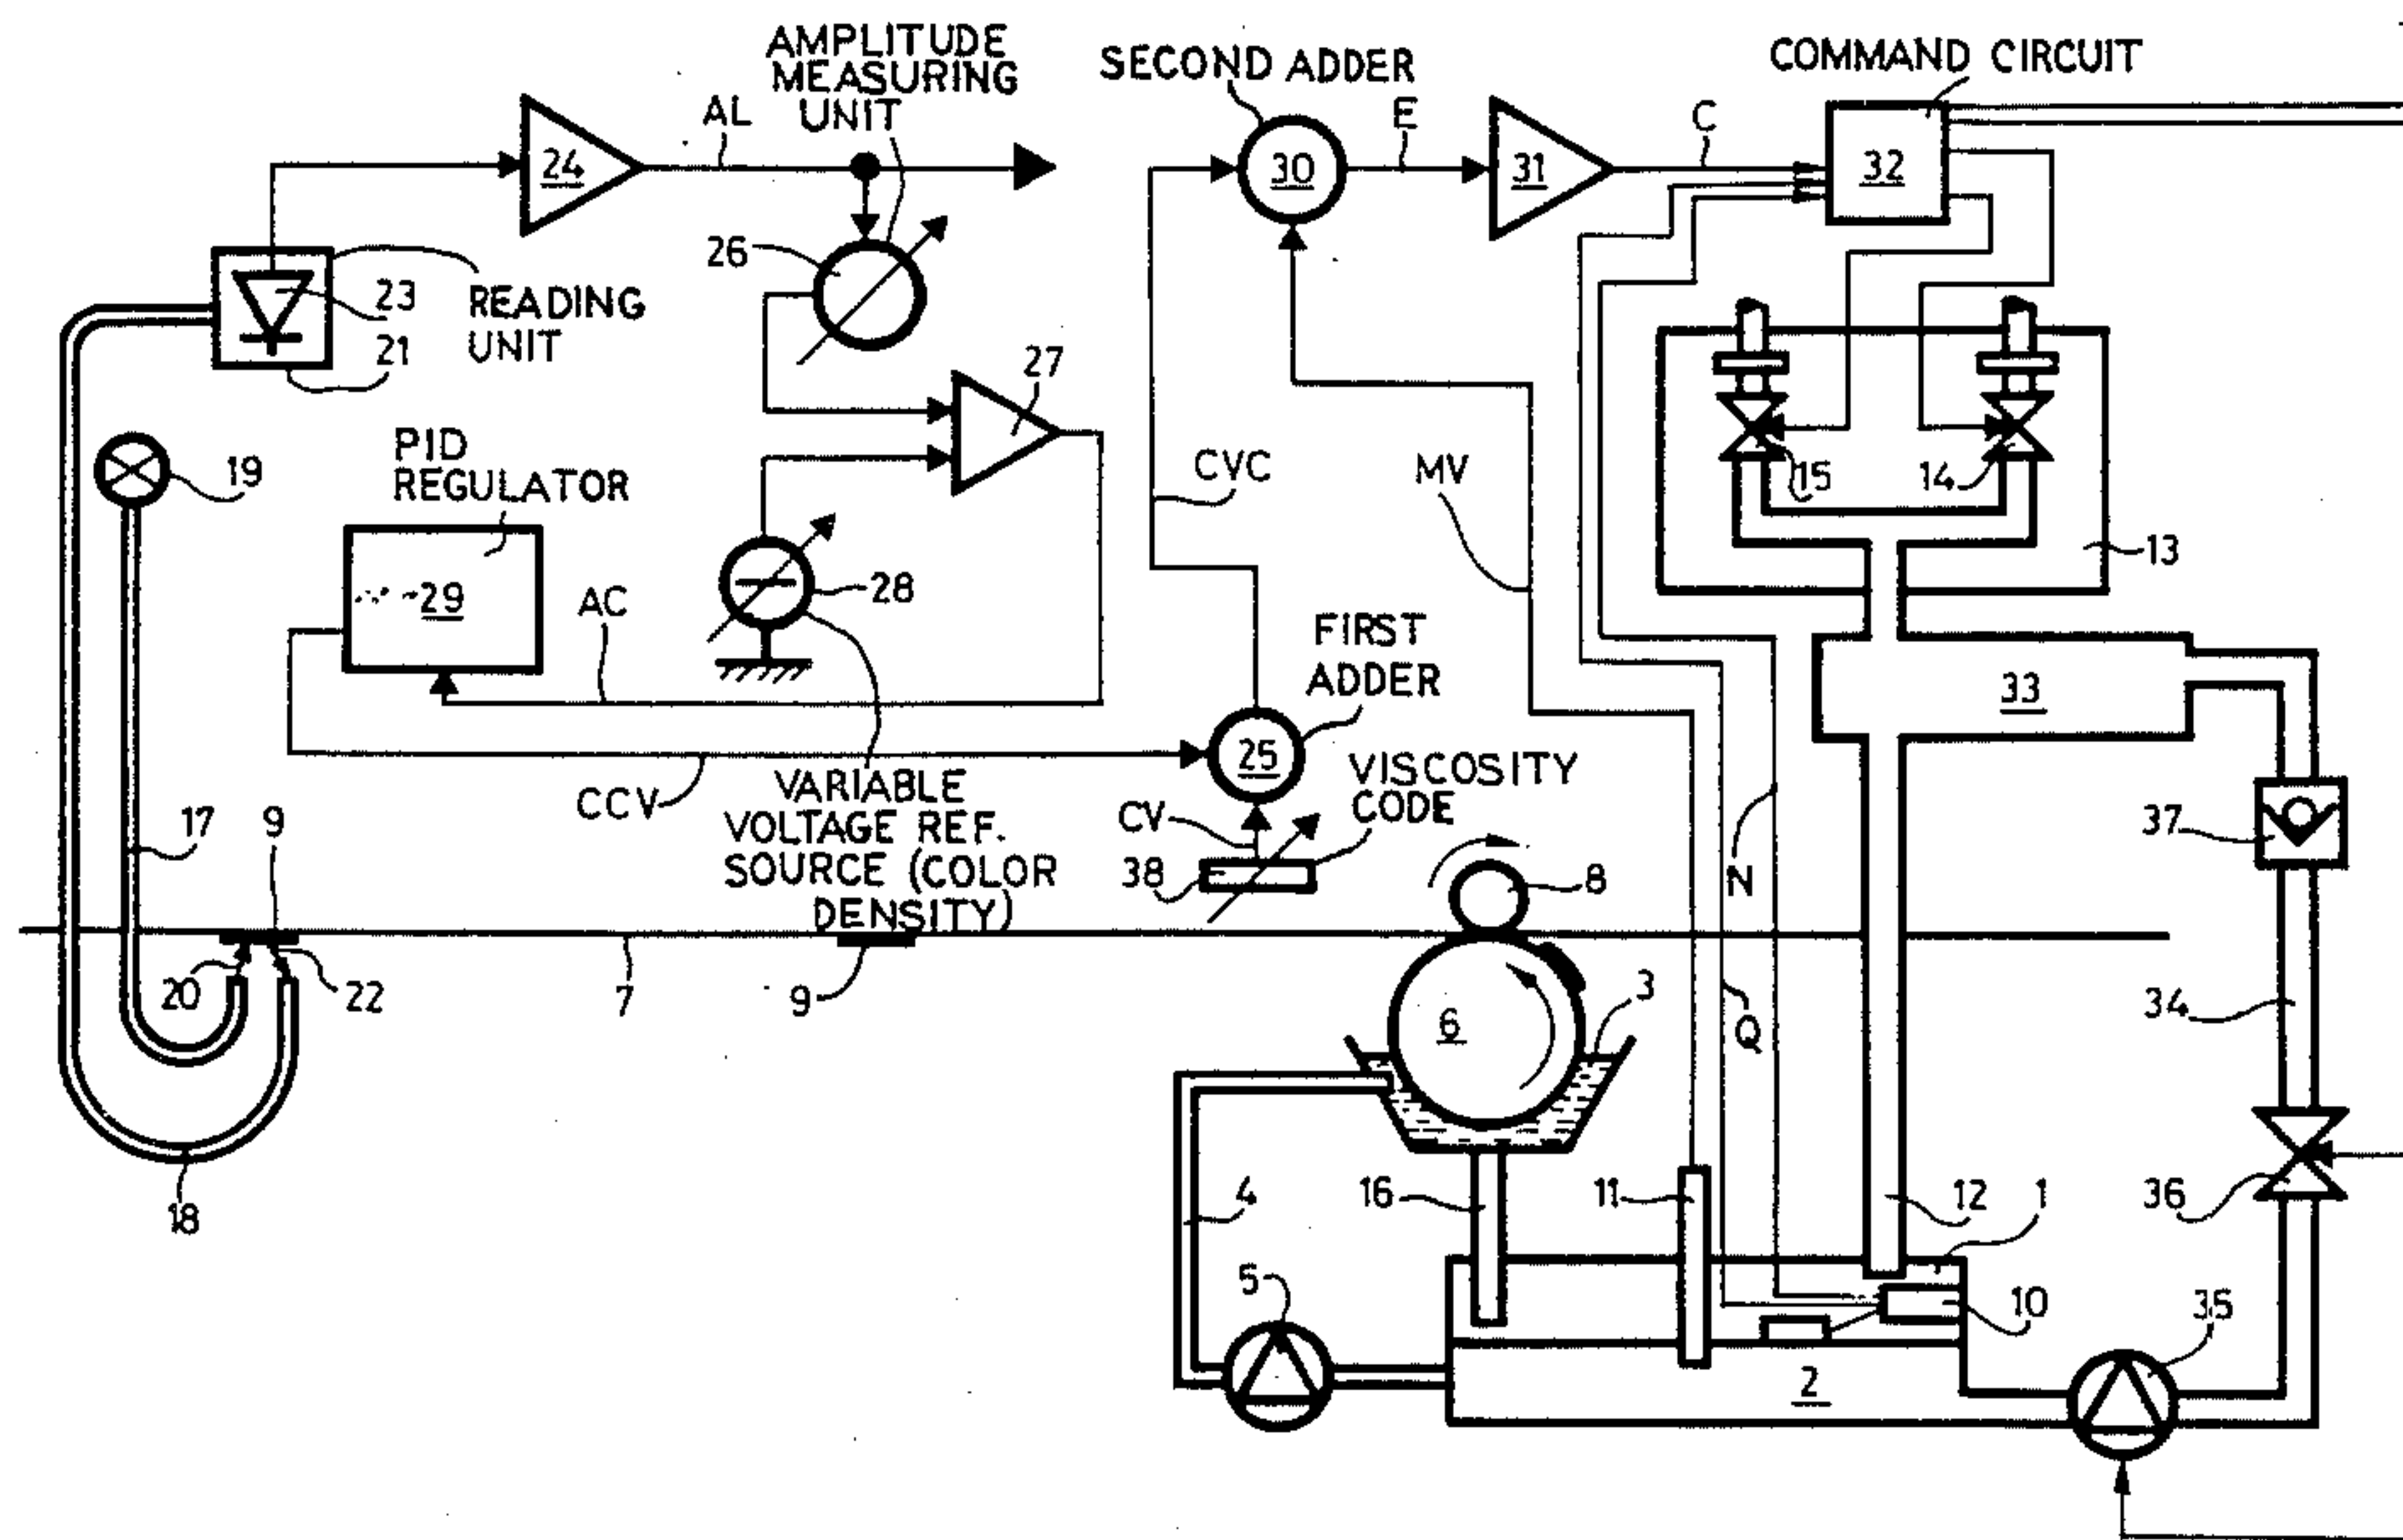 AMPLITUDE
MEASURING
UNIT
SECOND ADDER
COMMAND CIRCUIT
AL
E
C
24
30
31
32
26
23
READING
UNIT
21
27
PID
REGULATOR
19
CVC
MV
15
14
13
29
28
AC
FIRST
ADDER
33
25
VISCOSITY
CODE
CCV
VARIABLE
VOLTAGE REF.
SOURCE (COLOR
DENSITY)
CV
38
17
9
8
N
37
20
22
7
9
3
6
Q
34
18
4
16
11
12
1
36
5
10
35
2